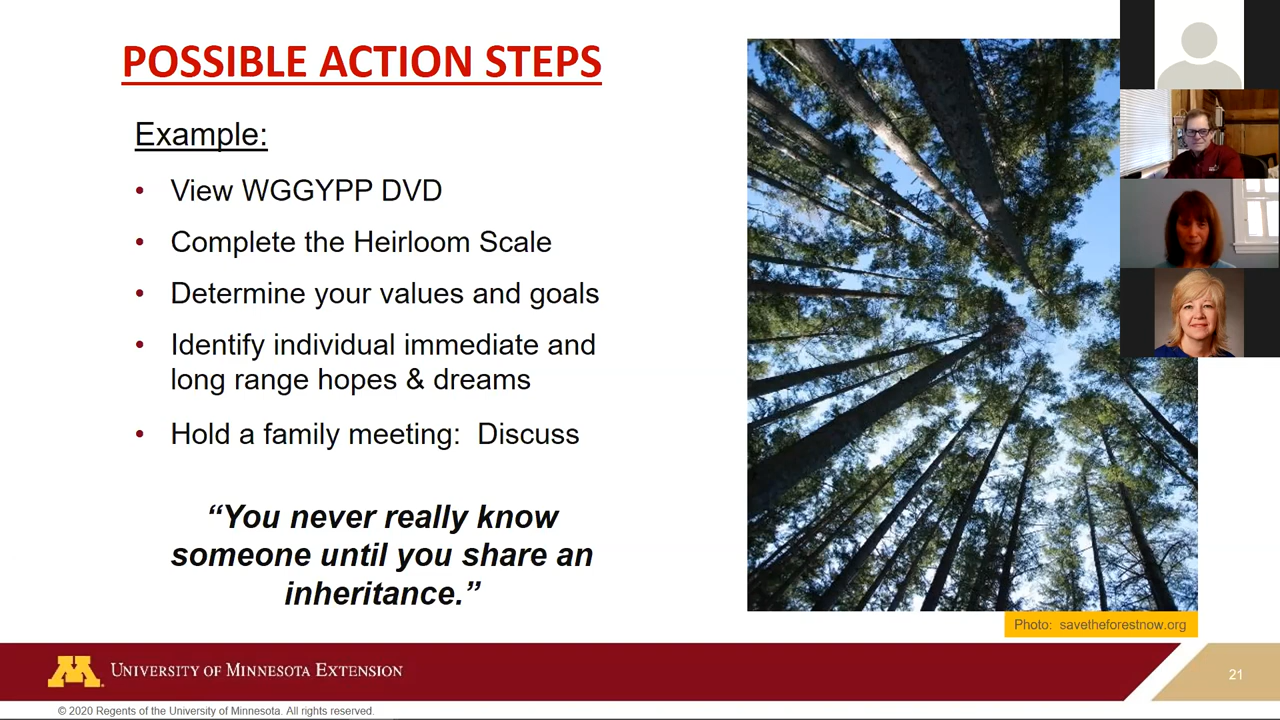 POSSIBLE ACTION STEPS
Example:
• View WGGYPP DVD
• Complete the Heirloom Scale
• Determine your values and goals
• Identify individual immediate and
long range hopes & dreams
• Hold a family meeting:  Discuss
“You never really know
someone until you share an
inheritance.”
Photo:  savetheforestnow.org
M
UNIVERSITY OF MINNESOTA EXTENSION
21
© 2020 Regents of the University of Minnesota. All rights reserved.